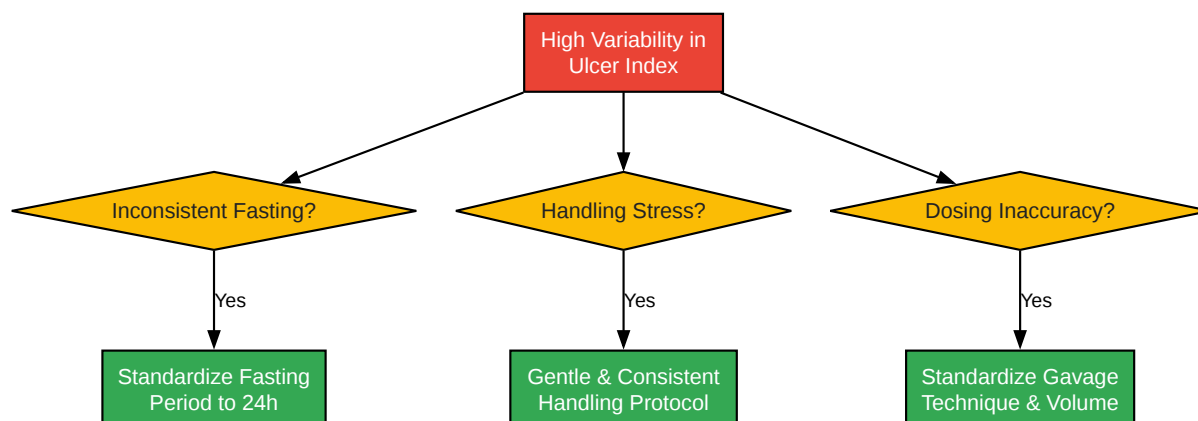 High Variability in
Ulcer Index
Inconsistent Fasting?
Handling Stress?
Dosing Inaccuracy?
Yes
Yes
Yes
Standardize Fasting
Period to 24h
Gentle & Consistent
Handling Protocol
Standardize Gavage
Technique & Volume